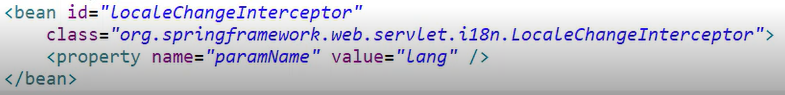 <bean id="localeChangeInterceptor"
class="org.springframework.web.servlet.i18n.LocaleChangeInterceptor">
<property name="paramName" value="lang" />
</bean>